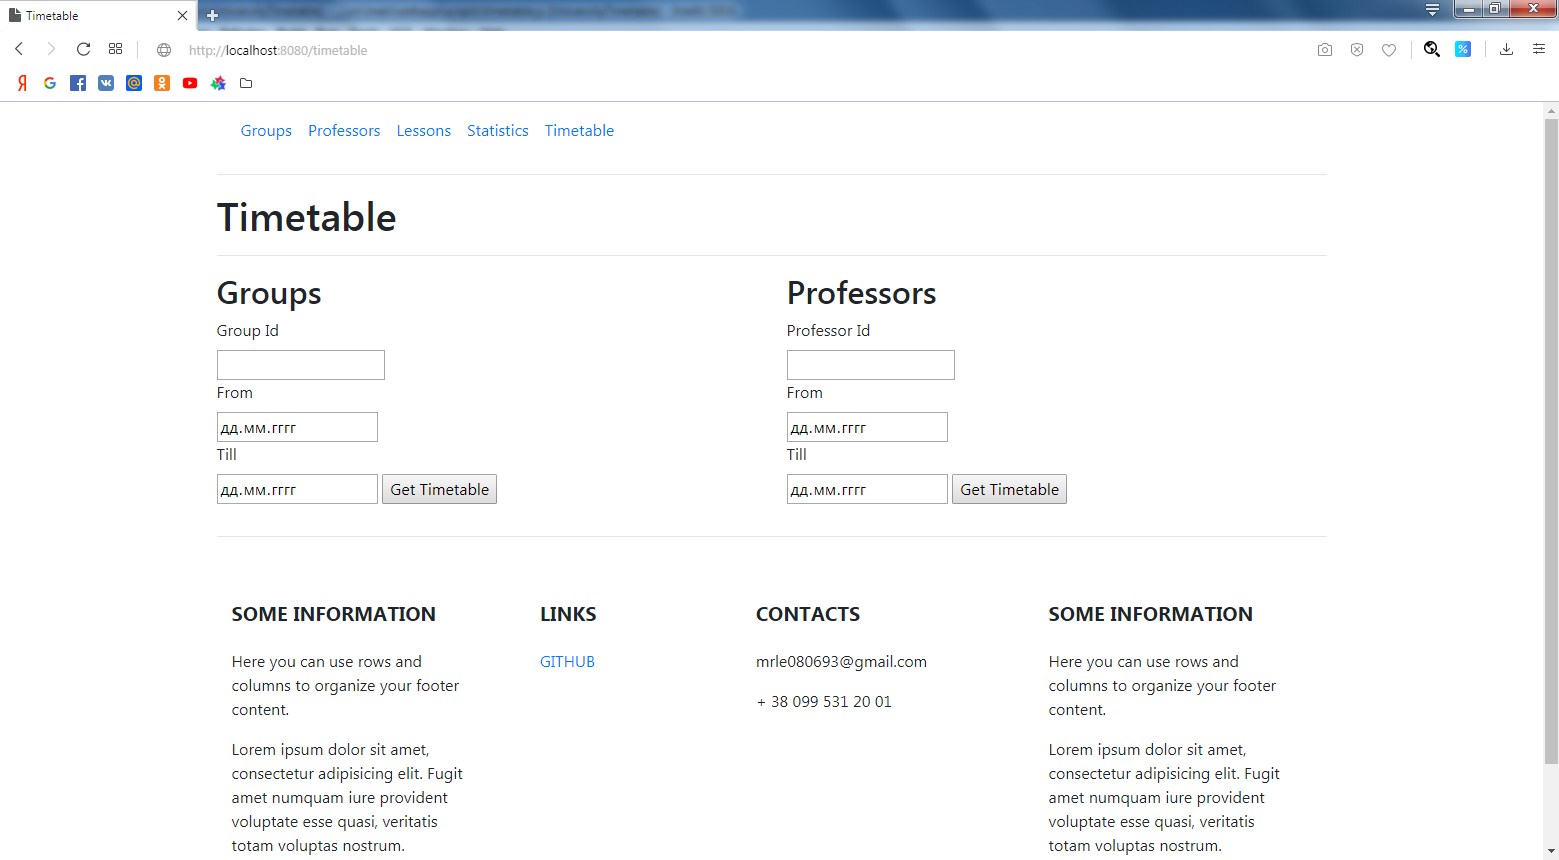 Timetable
http://localhost:8080/timetable
Groups Professors Lessons Statistics Timetable
Timetable
Groups
Group Id
From
дд.мм.гггг
Till
дд.мм.гггг Get Timetable
Professors
Professor Id
From
дд.мм.гггг
Till
дд.мм.гггг Get Timetable
SOME INFORMATION
Here you can use rows and
columns to organize your footer
content.
Lorem ipsum dolor sit amet,
consectetur adipisicing elit. Fugit
amet numquam iure provident
voluptate esse quasi, veritatis
totam voluptas nostrum.
LINKS
GITHUB
CONTACTS
mrle080693@gmail.com
+ 38 099 531 20 01
SOME INFORMATION
Here you can use rows and
columns to organize your footer
content.
Lorem ipsum dolor sit amet,
consectetur adipisicing elit. Fugit
amet numquam iure provident
voluptate esse quasi, veritatis
totam voluptas nostrum.